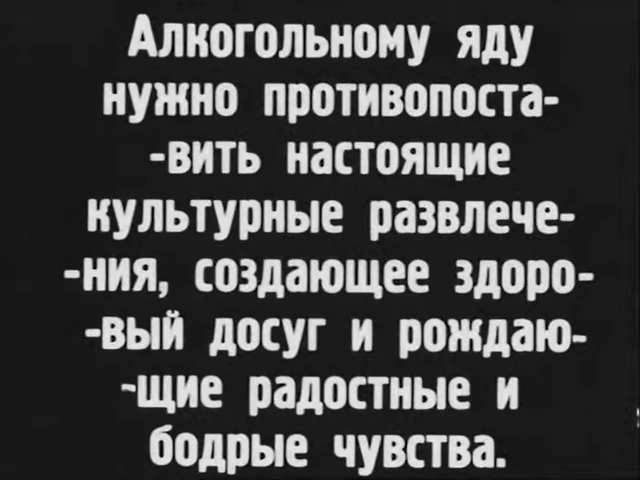 Алкогольному яду
нужно противопоста-
-вить настоящие
культурные развлече-
-ния, создающее здоро-
-вый досуг и рождаю-
-щие радостные и
бодрые чувства.